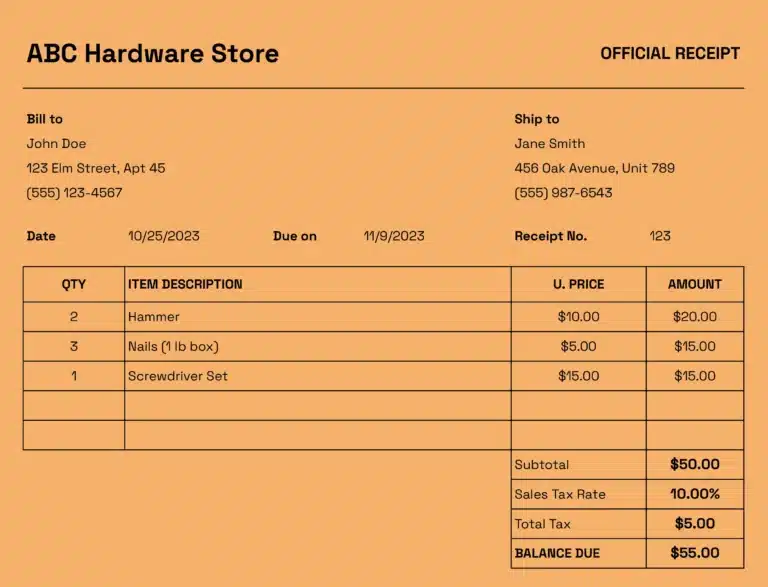 ABC Hardware Store OFFICIAL RECEIPT
Bill to Ship to
John Doe Jane Smith
123 Elm Street, Apt 45 456 Oak Avenue, Unit 789
(555) 123-4567 (555) 987-6543
Date 10/25/2023 Due on 11/9/2023 Receipt No. 123
QTY ITEM DESCRIPTION U. PRICE AMOUNT
2 Hammer $10.00 $20.00
3 Nails (1 lb box) $5.00 $15.00
1 Screwdriver Set $15.00 $15.00
Subtotal $50.00
Sales Tax Rate 10.00%
Total Tax $5.00
BALANCE DUE $55.00